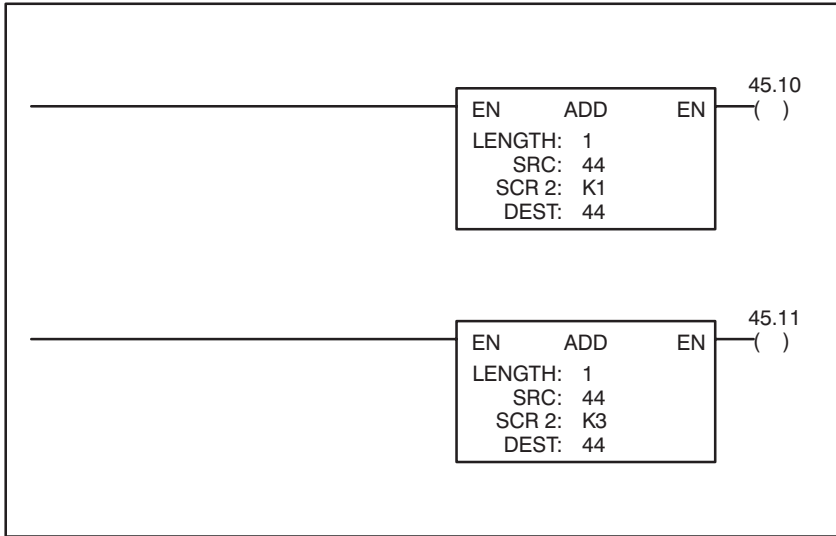 45.10
EN ADD EN ( )
LENGTH: 1
SRC: 44
SCR 2: K1
DEST: 44
45.11
EN ADD EN ( )
LENGTH: 1
SRC: 44
SCR 2: K3
DEST: 44